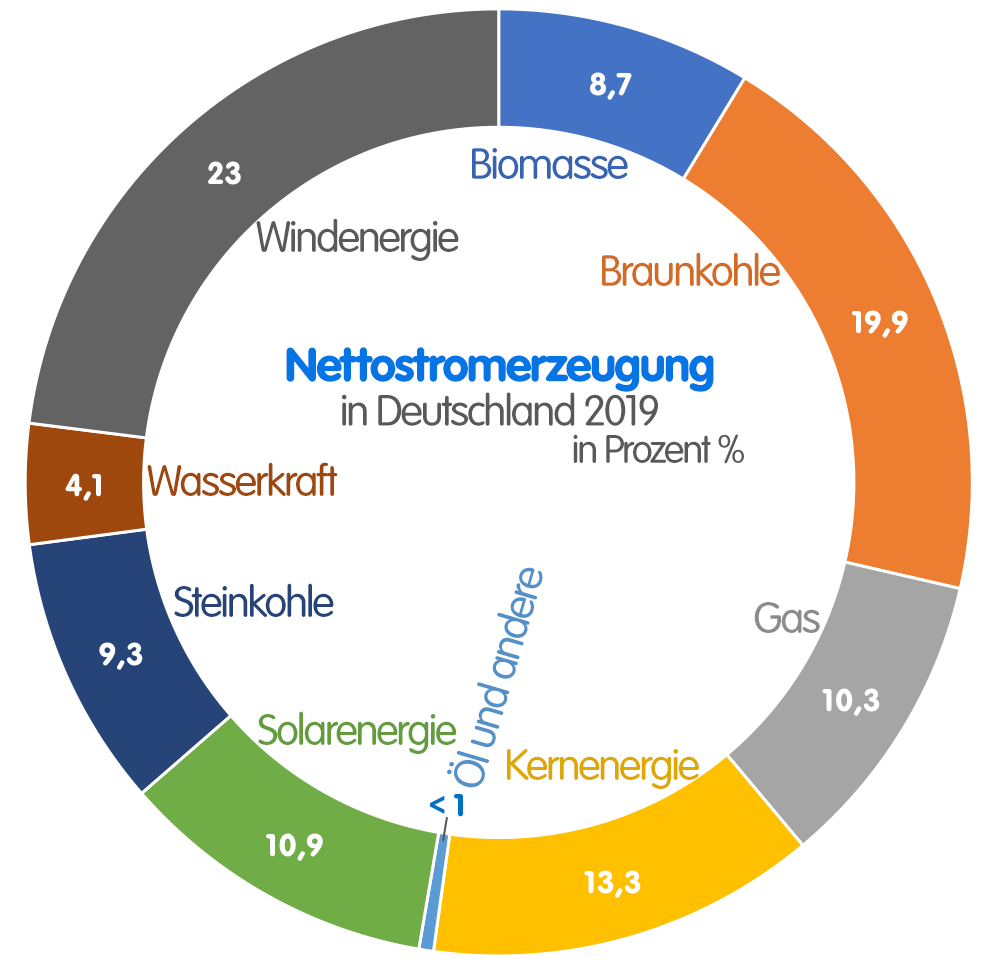 8,7
Biomasse
23
Windenergie
Braunkohle
19,9
Nettostromerzeugung
in Deutschland 2019
in Prozent %
4,1
Wasserkraft
Steinkohle
9,3
Gas
10,3
Öl und andere
Solarenergie
Kernenergie
< 1
10,9
13,3